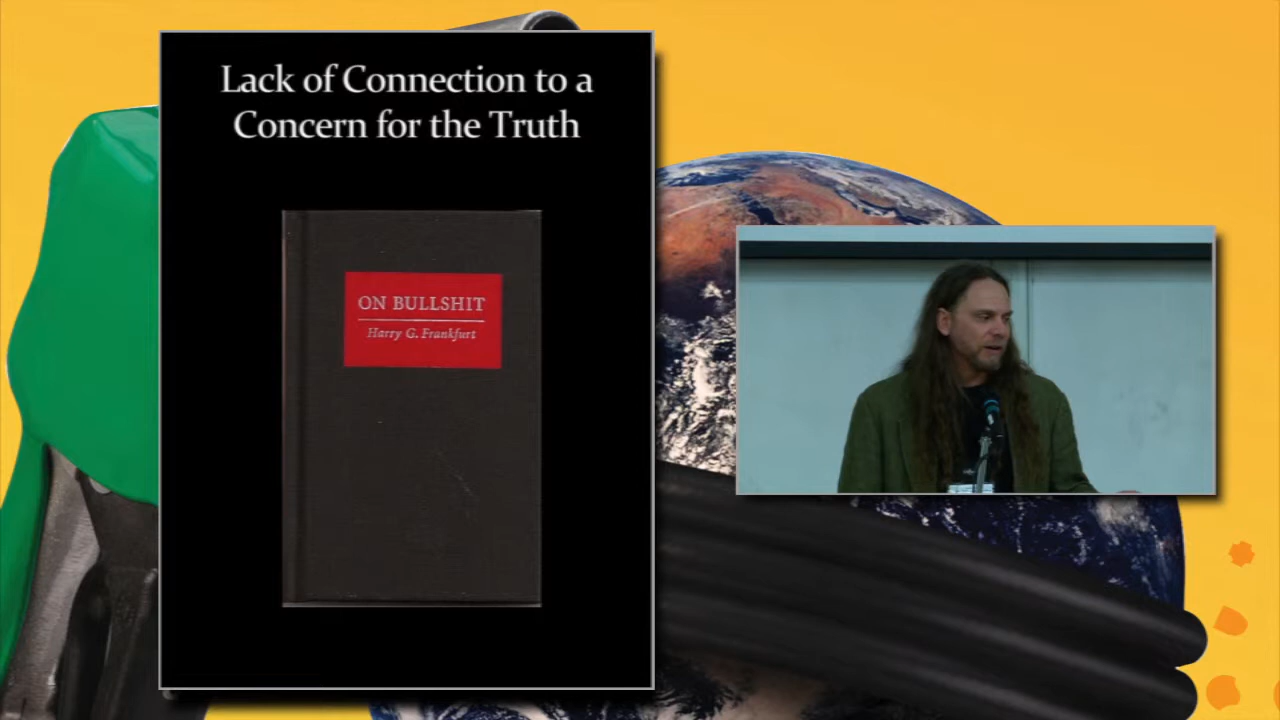 Lack of Connection to a
Concern for the Truth
ON BULLSHIT
Harry G. Frankfurt